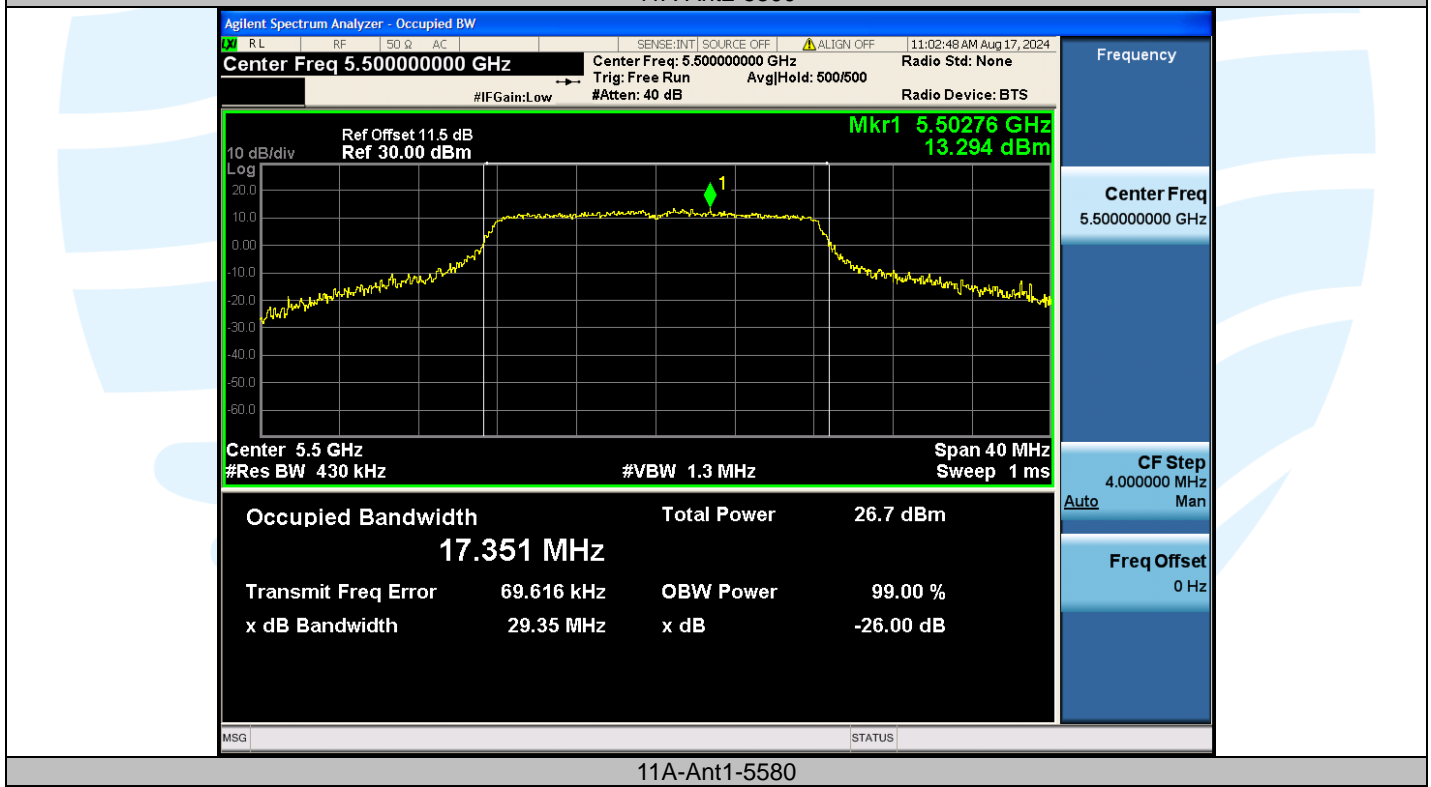 Agilent Spectrum Analyzer - Occupied BW
LXI RL RF 50 Ω AC SENSE:INT SOURCE OFF ALIGN OFF 11:02:48 AM Aug 17, 2024
Center Freq 5.500000000 GHz
Center Freq: 5.500000000 GHz Radio Std: None
Trig: Free Run Avg|Hold: 500/500
#IFGain:Low #Atten: 40 dB Radio Device: BTS
Frequency
Mkr1 5.50276 GHz
13.294 dBm
Ref Offset 11.5 dB
10 dB/div Ref 30.00 dBm
Log
20.0
10.0
0.00
-10.0
-20.0
-30.0
-40.0
-50.0
-60.0
1
Center 5.5 GHz Span 40 MHz
#Res BW 430 kHz #VBW 1.3 MHz Sweep 1 ms
Center Freq
5.500000000 GHz
CF Step
4.000000 MHz
Auto Man
Freq Offset
0 Hz
Occupied Bandwidth Total Power 26.7 dBm
17.351 MHz
Transmit Freq Error 69.616 kHz OBW Power 99.00 %
x dB Bandwidth 29.35 MHz x dB -26.00 dB
MSG STATUS
11A-Ant1-5580